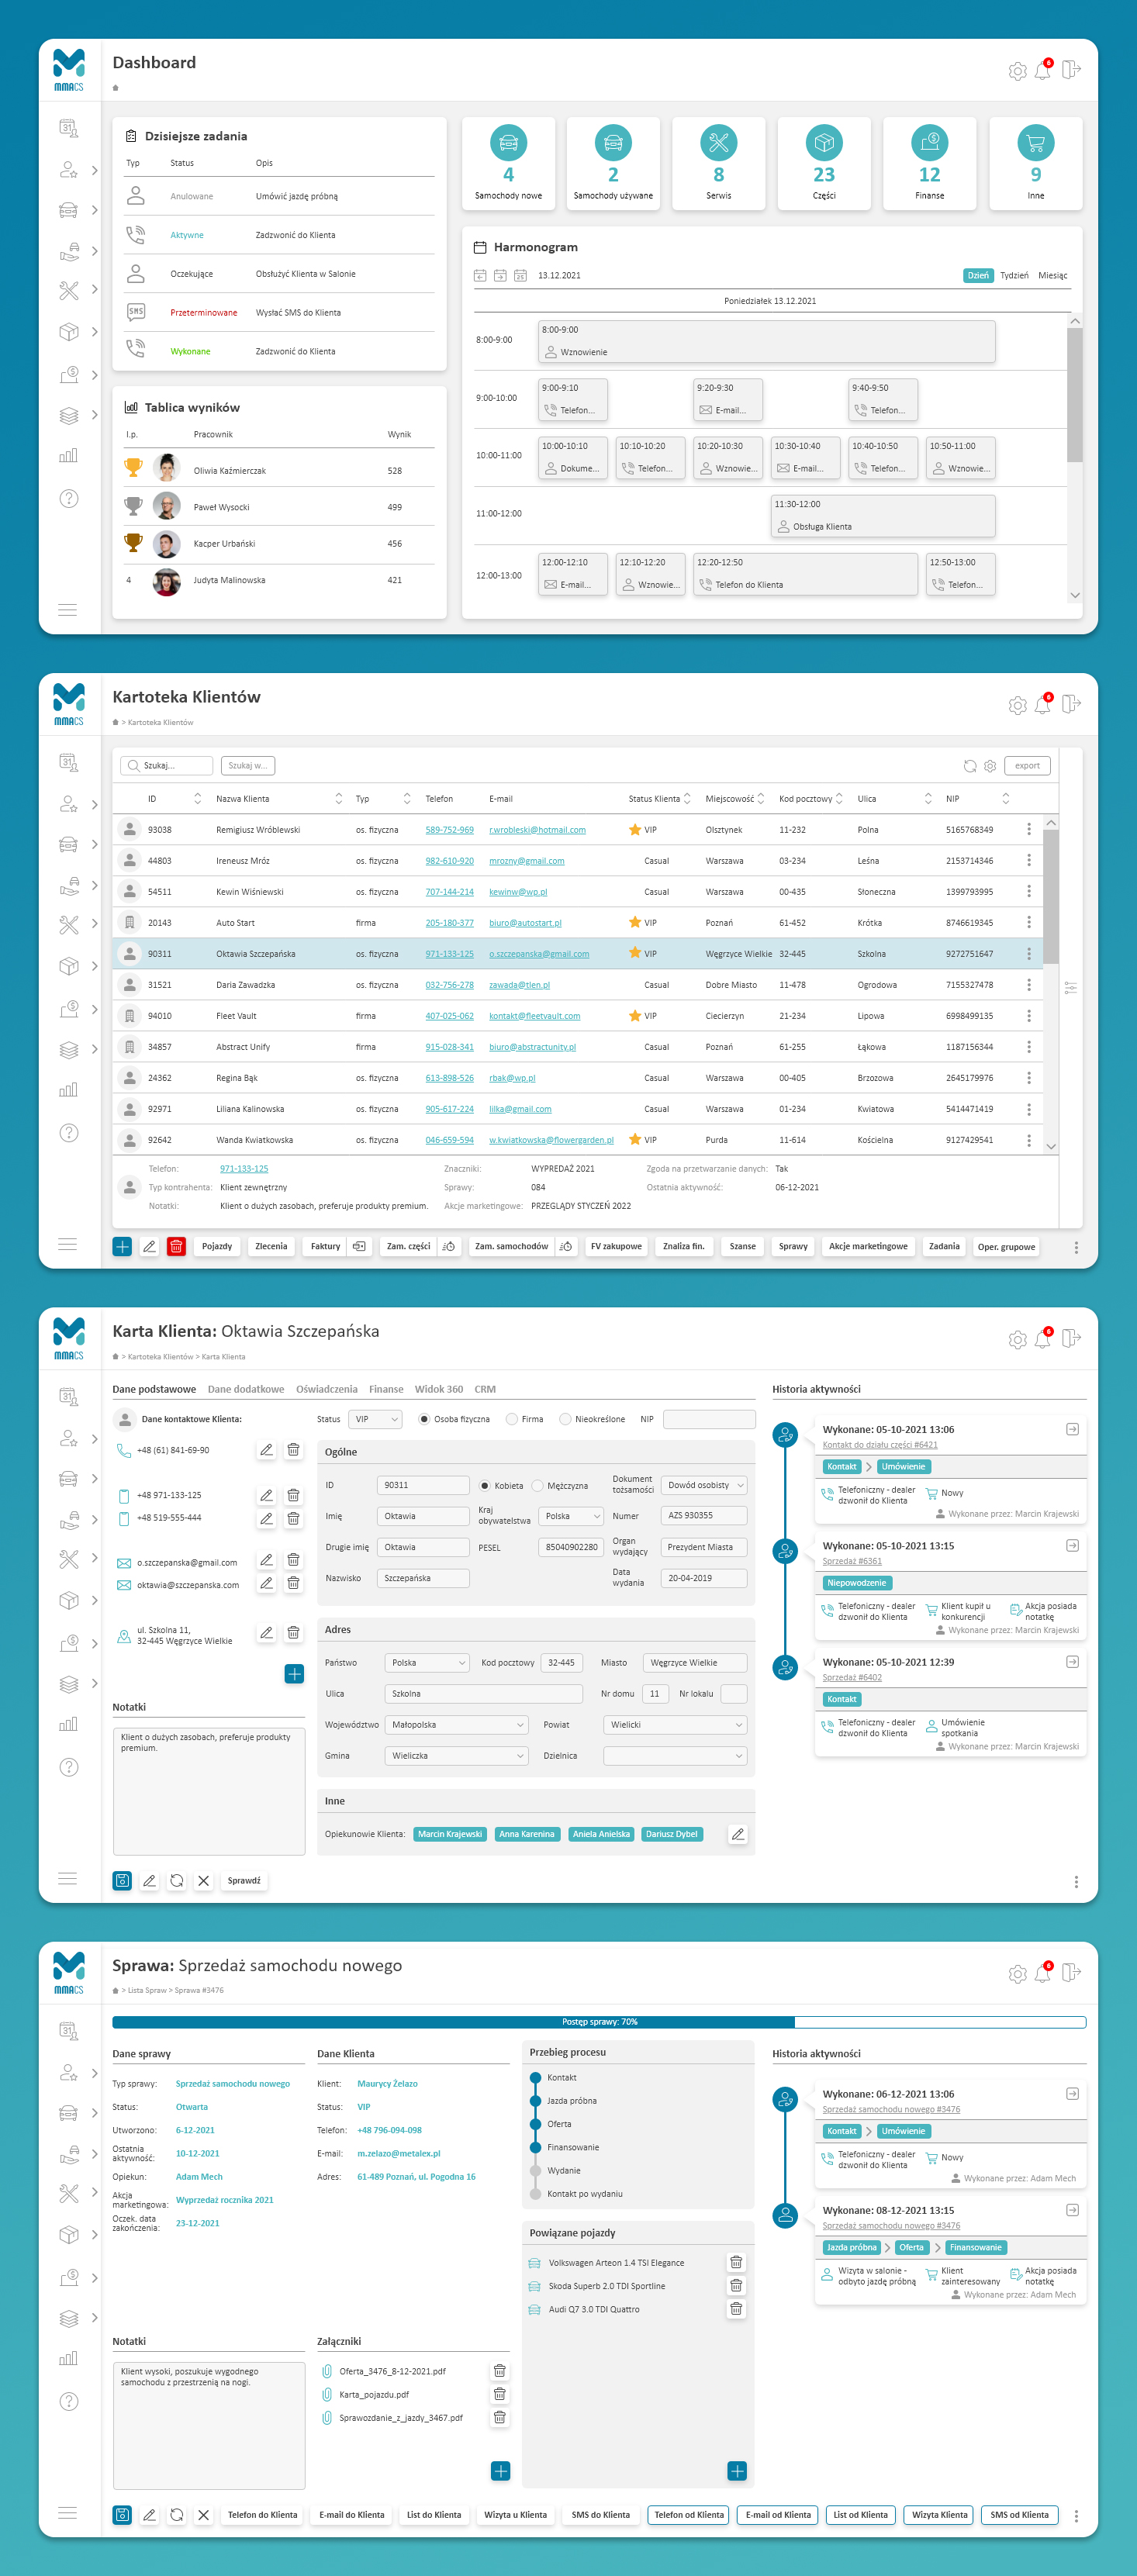 MMACS
Dashboard
6
31
Dzisiejsze zadania
Typ Status Opis
Anulowane Umówić jazdę próbną
Aktywne Zadzwonić do Klienta
Oczekujące Obsłużyć Klienta w Salonie
SMS Przeterminowane Wysłać SMS do Klienta
Wykonane Zadzwonić do Klienta
Tablica wyników
l.p. Pracownik Wynik
Oliwia Kaźmierczak 528
Paweł Wysocki 499
Kacper Urbański 456
4 Judyta Malinowska 421
4 2 8 23 12 9
Samochody nowe Samochody używane Serwis Części Finanse Inne
Harmonogram
13.12.2021 Dzień Tydzień Miesiąc
Poniedziałek 13.12.2021
8:00-9:00
8:00-9:00
Wznowienie
9:00-10:00
9:00-9:10 9:20-9:30 9:40-9:50
Telefon... E-mail... Telefon...
10:00-11:00
10:00-10:10 10:10-10:20 10:20-10:30 10:30-10:40 10:40-10:50 10:50-11:00
Dokume... Telefon... Wznowie... E-mail... Telefon... Wznowie...
11:00-12:00
11:30-12:00
Obsługa Klienta
12:00-13:00
12:00-12:10 12:10-12:20 12:20-12:50 12:50-13:00
E-mail... Wznowie... Telefon do Klienta Telefon...
MMACS
Kartoteka Klientów
> Kartoteka Klientów
6
31
Szukaj... Szukaj w... export
ID Nazwa Klienta Typ Telefon E-mail Status Klienta Miejscowość Kod pocztowy Ulica NIP
93038 Remigiusz Wróblewski os. fizyczna 589-752-969 r.wrobleski@hotmail.com VIP Olsztynek 11-232 Polna 5165768349
44803 Ireneusz Mróz os. fizyczna 982-610-920 mrozny@gmail.com Casual Warszawa 03-234 Leśna 2153714346
54511 Kewin Wiśniewski os. fizyczna 707-144-214 kewinw@wp.pl Casual Warszawa 00-435 Słoneczna 1399793995
20143 Auto Start firma 205-180-377 biuro@autostart.pl VIP Poznań 61-452 Krótka 8746619345
90311 Oktawia Szczepańska os. fizyczna 971-133-125 o.szczepanska@gmail.com VIP Węgrzyce Wielkie 32-445 Szkolna 9272751647
31521 Daria Zawadzka os. fizyczna 032-756-278 zawada@tlen.pl Casual Dobre Miasto 11-478 Ogrodowa 7155327478
94010 Fleet Vault firma 407-025-062 kontakt@fleetvault.com VIP Ciecierzyn 21-234 Lipowa 6998499135
34857 Abstract Unify firma 915-028-341 biuro@abstractunity.pl Casual Poznań 61-255 Łąkowa 1187156344
24362 Regina Bąk os. fizyczna 613-898-526 rbak@wp.pl Casual Warszawa 00-405 Brzozowa 2645179976
92971 Liliana Kalinowska os. fizyczna 905-617-224 lilka@gmail.com Casual Warszawa 01-234 Kwiatowa 5414471419
92642 Wanda Kwiatkowska os. fizyczna 046-659-594 w.kwiatkowska@flowergarden.pl VIP Purda 11-614 Kościelna 9127429541
Telefon: 971-133-125 Znaczniki: WYPREDAŻ 2021 Zgoda na przetwarzanie danych: Tak
Typ kontrahenta: Klient zewnętrzny Sprawy: 084 Ostatnia aktywność: 06-12-2021
Notatki: Klient o dużych zasobach, preferuje produkty premium. Akcje marketingowe: PRZEGLĄDY STYCZEŃ 2022
Pojazdy Zlecenia Faktury Zam. części Zam. samochodów FV zakupowe Znaliza fin. Szanse Sprawy Akcje marketingowe Zadania Oper. grupowe
MMACS
Karta Klienta: Oktawia Szczepańska
> Kartoteka Klientów > Karta Klienta
6
31
Dane podstawowe Dane dodatkowe Oświadczenia Finanse Widok 360 CRM
Dane kontaktowe Klienta:
+48 (61) 841-69-90
+48 971-133-125
+48 519-555-444
o.szczepanska@gmail.com
oktawia@szczepanska.com
ul. Szkolna 11,
32-445 Węgrzyce Wielkie
Notatki
Klient o dużych zasobach, preferuje produkty
premium.
Status VIP Osoba fizyczna Firma Nieokreślone NIP
Ogólne
ID 90311 Kobieta Mężczyzna Dokument tożsamości Dowód osobisty
Imię Oktawia Kraj obywatelstwa Polska Numer AZS 930355
Drugie imię Oktawia PESEL 85040902280 Organ wydający Prezydent Miasta
Nazwisko Szczepańska Data wydania 20-04-2019
Adres
Państwo Polska Kod pocztowy 32-445 Miasto Węgrzyce Wielkie
Ulica Szkolna Nr domu 11 Nr lokalu
Województwo Małopolska Powiat Wielicki
Gmina Wieliczka Dzielnica
Inne
Opiekunowie Klienta: Marcin Krajewski Anna Karenina Aniela Anielska Dariusz Dybel
Historia aktywności
Wykonane: 05-10-2021 13:06
Kontakt do działu części #6421
Kontakt Umówienie
Telefoniczny - dealer dzwonił do Klienta Nowy
Wykonane przez: Marcin Krajewski
Wykonane: 05-10-2021 13:15
Sprzedaż #6361
Niepowodzenie
Telefoniczny - dealer dzwonił do Klienta Klient kupił u konkurencji Akcja posiada notatkę
Wykonane przez: Marcin Krajewski
Wykonane: 05-10-2021 12:39
Sprzedaż #6402
Kontakt
Telefoniczny - dealer dzwonił do Klienta Umówienie spotkania
Wykonane przez: Marcin Krajewski
Sprawdź
MMACS
Sprawa: Sprzedaż samochodu nowego
> Lista Spraw > Sprawa #3476
6
31
Postęp sprawy: 70%
Dane sprawy
Typ sprawy: Sprzedaż samochodu nowego
Status: Otwarta
Utworzono: 6-12-2021
Ostatnia aktywność: 10-12-2021
Opiekun: Adam Mech
Akcja marketingowa: Wyprzedaż rocznika 2021
Oczek. data zakończenia: 23-12-2021
Dane Klienta
Klient: Maurycy Żelazo
Status: VIP
Telefon: +48 796-094-098
E-mail: m.zelazo@metalex.pl
Adres: 61-489 Poznań, ul. Pogodna 16
Notatki
Klient wysoki, poszukuje wygodnego
samochodu z przestrzenią na nogi.
Załączniki
Oferta_3476_8-12-2021.pdf
Karta_pojazdu.pdf
Sprawozdanie_z_jazdy_3467.pdf
Przebieg procesu
Kontakt
Jazda próbna
Oferta
Finansowanie
Wydanie
Kontakt po wydaniu
Powiązane pojazdy
Volkswagen Arteon 1.4 TSI Elegance
Skoda Superb 2.0 TDI Sportline
Audi Q7 3.0 TDI Quattro
Historia aktywności
Wykonane: 06-12-2021 13:06
Sprzedaż samochodu nowego #3476
Kontakt Umówienie
Telefoniczny - dealer dzwonił do Klienta Nowy
Wykonane przez: Adam Mech
Wykonane: 08-12-2021 13:15
Sprzedaż samochodu nowego #3476
Jazda próbna Oferta Finansowanie
Wizyta w salonie - odbyto jazdę próbną Klient zainteresowany Akcja posiada notatkę
Wykonane przez: Adam Mech
Telefon do Klienta E-mail do Klienta List do Klienta Wizyta u Klienta SMS do Klienta Telefon od Klienta E-mail od Klienta List od Klienta Wizyta Klienta SMS od Klienta